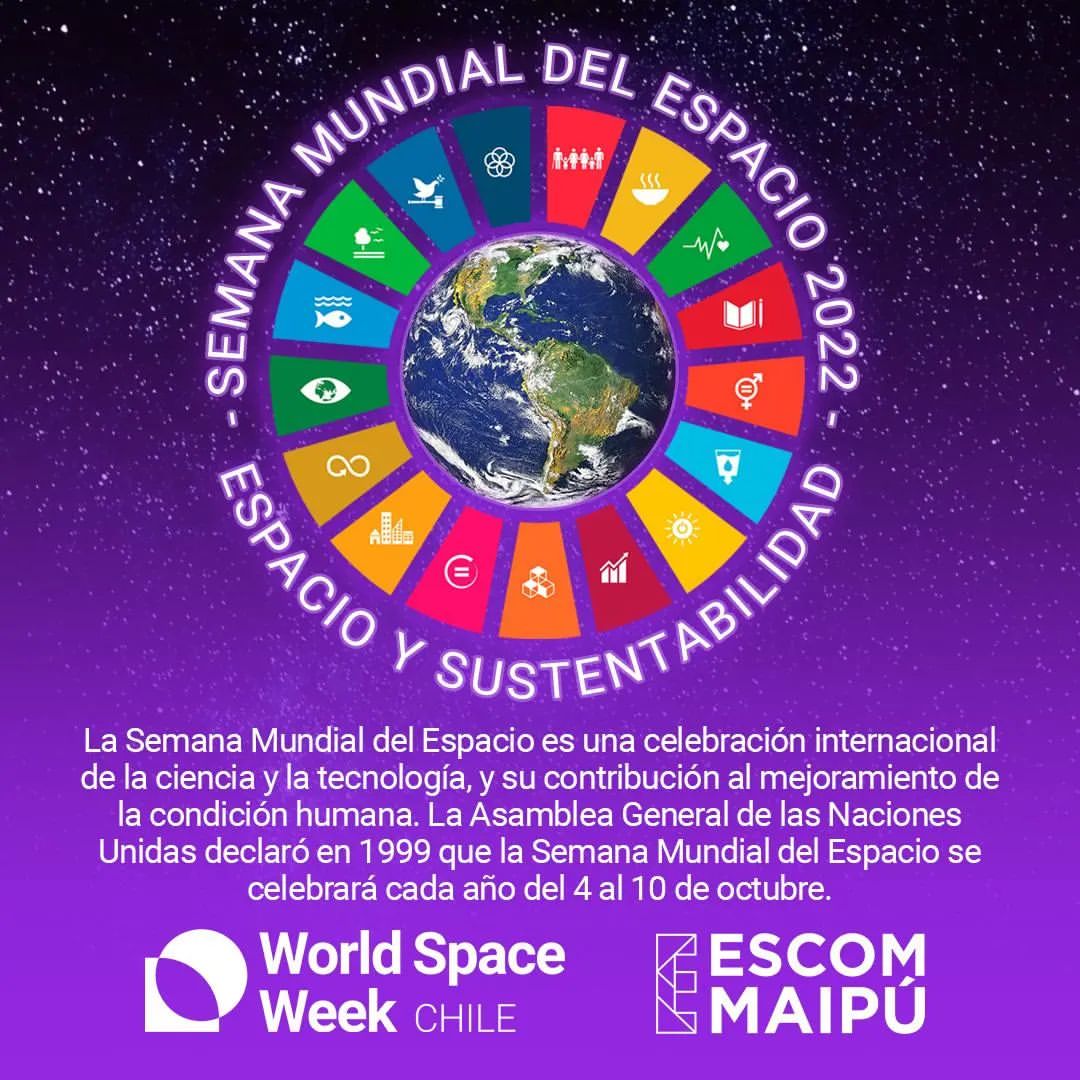 - SEMANA MUNDIAL DEL ESPACIO 2022 -
ESPACIO Y SUSTENTABILIDAD
La Semana Mundial del Espacio es una celebración internacional
de la ciencia y la tecnología, y su contribución al mejoramiento de
la condición humana. La Asamblea General de las Naciones
Unidas declaró en 1999 que la Semana Mundial del Espacio se
celebrará cada año del 4 al 10 de octubre.
World Space
Week CHILE
ESCOM
MAIPÚ